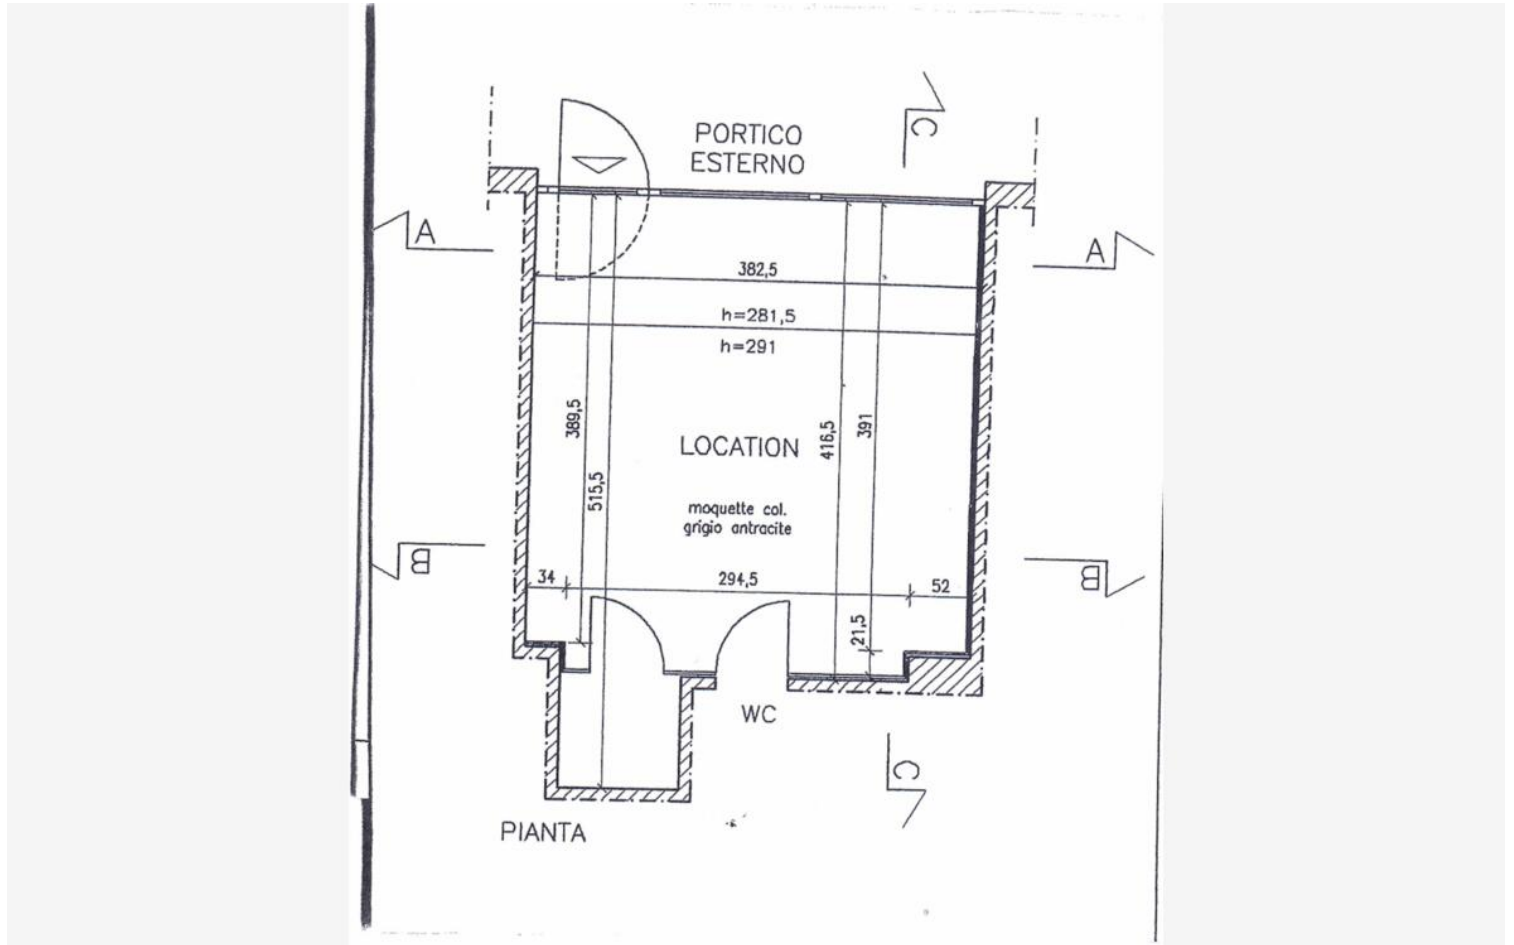 C
PORTICO
ESTERNO
A
A
382,5
h=281,5
h=291
389,5
515,5
416,5
391
LOCATION
moquette col.
grigio antracite
B
B
34
294,5
52
21,5
WC
C
PIANTA